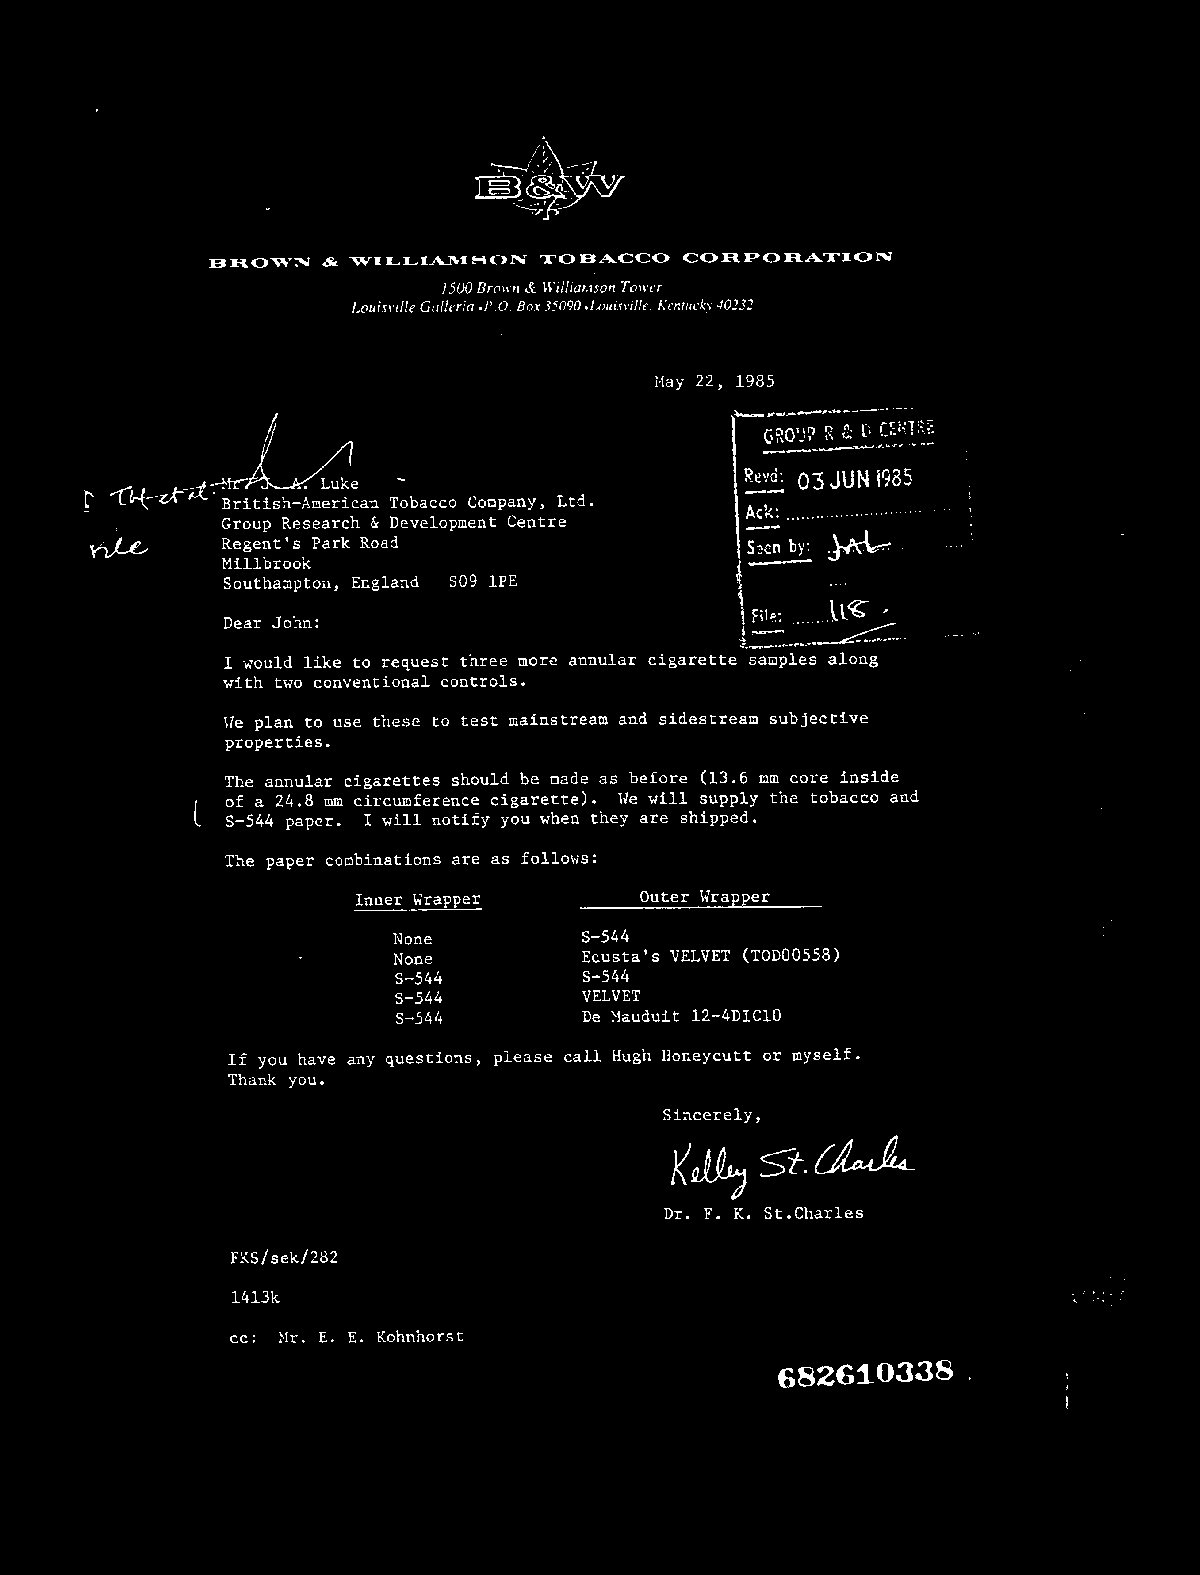 B&W
BROWN & WILLIAMSON TOBACCO CORPORATION
1500 Brown & Williamson Tower
Louisville Galleria • P.O. Box 35090 • Louisville, Kentucky 40232
May 22, 1985
GROUP R & D CENTRE
Revd: 03 JUN 1985
Ack:
Seen by: JAL
File: 118.
Mr. J. A. Luke
British-American Tobacco Company, Ltd.
Group Research & Development Centre
Regent's Park Road
Millbrook
Southampton, England S09 1PE
Dear John:
I would like to request three more annular cigarette samples along
with two conventional controls.
We plan to use these to test mainstream and sidestream subjective
properties.
The annular cigarettes should be made as before (13.6 mm core inside
of a 24.8 mm circumference cigarette). We will supply the tobacco and
S-544 paper. I will notify you when they are shipped.
The paper combinations are as follows:
Inner Wrapper Outer Wrapper
None S-544
None Ecusta's VELVET (TOD00558)
S-544 S-544
S-544 VELVET
S-544 De Mauduit 12-4DIC10
If you have any questions, please call Hugh Honeycutt or myself.
Thank you.
Sincerely,
Kelley St. Charles
Dr. F. K. St.Charles
FKS/sek/282
1413k
cc: Mr. E. E. Kohnhorst
682610338